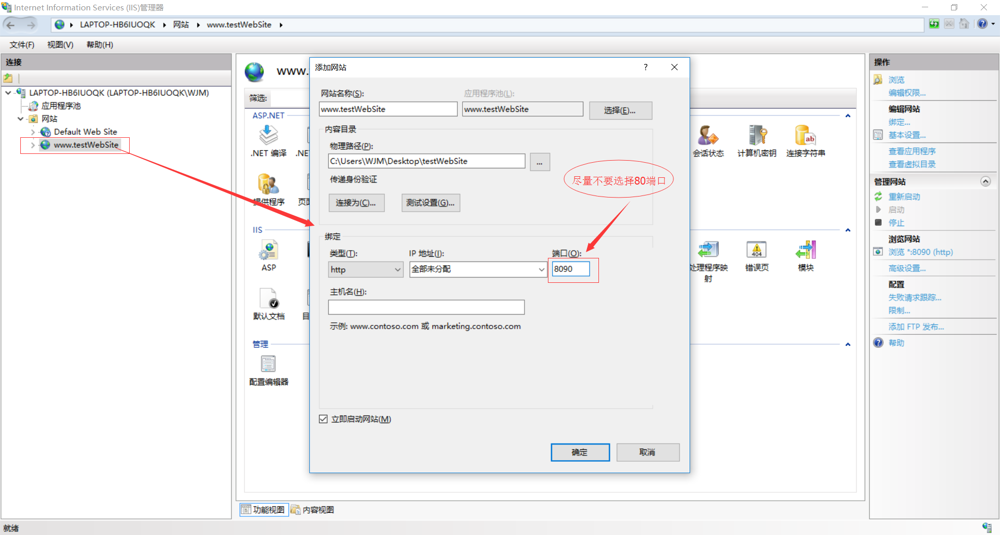 Internet Information Services (IIS)管理器
LAPTOP-HB6IUOQK 网站 www.testWebSite
文件(F) 视图(V) 帮助(H)
连接
LAPTOP-HB6IUOQK (LAPTOP-HB6IUOQK\WJM)
应用程序池
网站
Default Web Site
www.testWebSite
www.
筛选:
ASP.NET
.NET 编译
.NE
提供程序
页面
会话状态
计算机密钥
连接字符串
IIS
ASP
默认文档
目
处理程序映
射
错误页
模块
管理
配置编辑器
添加网站
网站名称(S):
应用程序池(L):
www.testWebSite
www.testWebSite
选择(E)...
内容目录
物理路径(P):
C:\Users\WJM\Desktop\testWebSite
...
传递身份验证
连接为(C)...
测试设置(G)...
尽量不要选择80端口
绑定
类型(T):
IP 地址(I):
端口(O):
http
全部未分配
8090
主机名(H):
示例: www.contoso.com 或 marketing.contoso.com
立即启动网站(M)
确定
取消
操作
浏览
编辑权限...
编辑网站
绑定...
基本设置...
查看应用程序
查看虚拟目录
管理网站
重新启动
启动
停止
浏览网站
浏览 *:8090 (http)
高级设置...
配置
失败请求跟踪...
限制...
添加 FTP 发布...
帮助
功能视图
内容视图
就绪